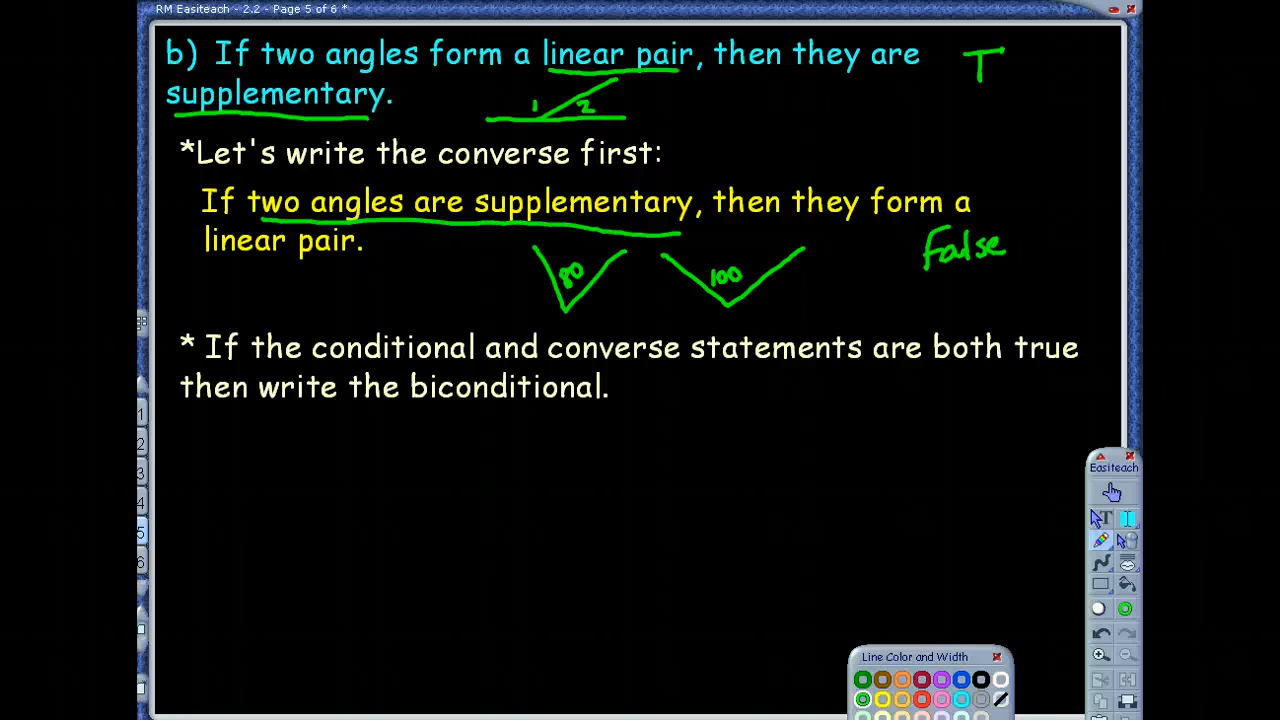 RM Easiteach - 2.2 - Page 5 of 6 *
b) If two angles form a linear pair, then they are T
supplementary.
1 2
*Let's write the converse first:
If two angles are supplementary, then they form a
linear pair.
False
80 100
* If the conditional and converse statements are both true
then write the biconditional.
1
2
3
4
5
6
Easiteach
T
Line Color and Width